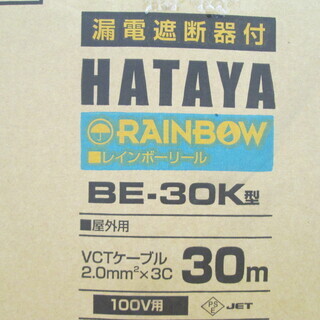 漏電遮断器付
HATAYA
RAINBOW
■レインボーリール
BE-30K型
■屋外用
VCTケーブル
2.0mm²×3C 30m
100V用 PSE JET